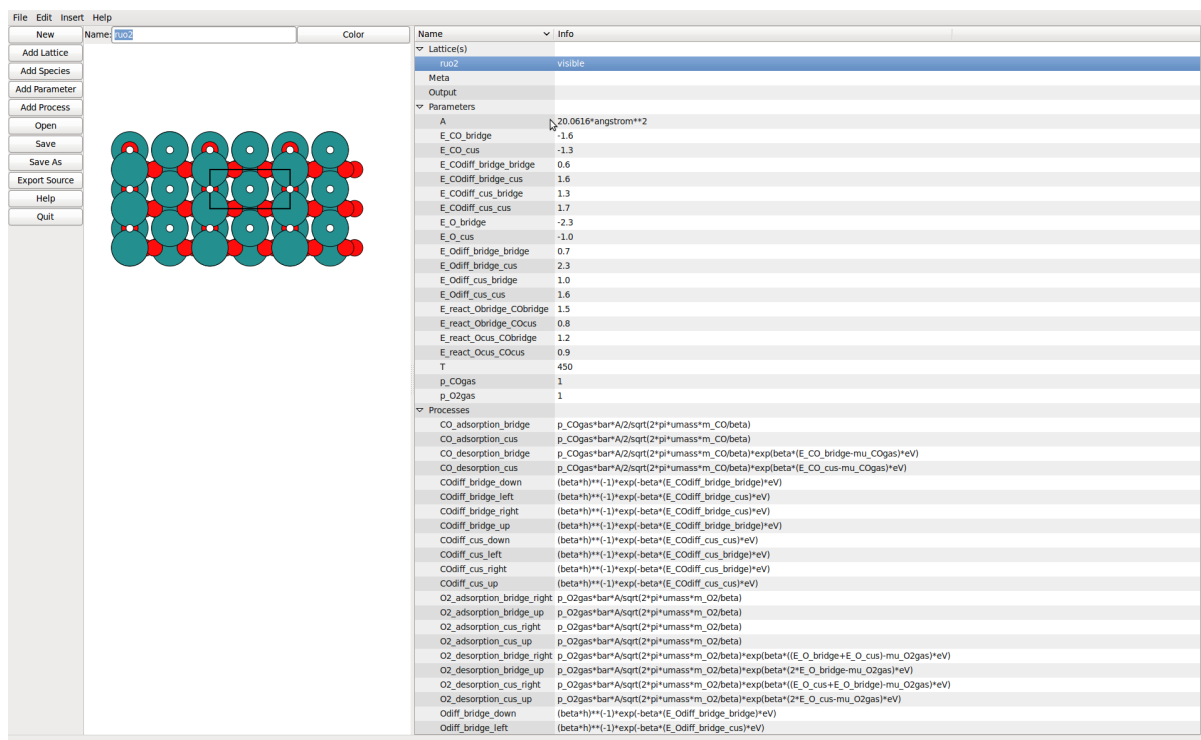 File Edit Insert Help
New
Name: ruo2
Color
Add Lattice
Add Species
Add Parameter
Add Process
Open
Save
Save As
Export Source
Help
Quit
Name Info
Lattice(s)
ruo2 visible
Meta
Output
Parameters
A 20.0616*angstrom**2
E_CO_bridge -1.6
E_CO_cus -1.3
E_COdiff_bridge_bridge 0.6
E_COdiff_bridge_cus 1.6
E_COdiff_cus_bridge 1.3
E_COdiff_cus_cus 1.7
E_O_bridge -2.3
E_O_cus -1.0
E_Odiff_bridge_bridge 0.7
E_Odiff_bridge_cus 2.3
E_Odiff_cus_bridge 1.0
E_Odiff_cus_cus 1.6
E_react_Obridge_CObridge 1.5
E_react_Obridge_COcus 0.8
E_react_Ocus_CObridge 1.2
E_react_Ocus_COcus 0.9
T 450
p_COgas 1
p_O2gas 1
Processes
CO_adsorption_bridge p_COgas*bar*A/2/sqrt(2*pi*umass*m_CO/beta)
CO_adsorption_cus p_COgas*bar*A/2/sqrt(2*pi*umass*m_CO/beta)
CO_desorption_bridge p_COgas*bar*A/2/sqrt(2*pi*umass*m_CO/beta)*exp(beta*(E_CO_bridge-mu_COgas)*eV)
CO_desorption_cus p_COgas*bar*A/2/sqrt(2*pi*umass*m_CO/beta)*exp(beta*(E_CO_cus-mu_COgas)*eV)
COdiff_bridge_down (beta*h)**(-1)*exp(-beta*(E_COdiff_bridge_bridge)*eV)
COdiff_bridge_left (beta*h)**(-1)*exp(-beta*(E_COdiff_bridge_cus)*eV)
COdiff_bridge_right (beta*h)**(-1)*exp(-beta*(E_COdiff_bridge_cus)*eV)
COdiff_bridge_up (beta*h)**(-1)*exp(-beta*(E_COdiff_bridge_bridge)*eV)
COdiff_cus_down (beta*h)**(-1)*exp(-beta*(E_COdiff_cus_cus)*eV)
COdiff_cus_left (beta*h)**(-1)*exp(-beta*(E_COdiff_cus_bridge)*eV)
COdiff_cus_right (beta*h)**(-1)*exp(-beta*(E_COdiff_cus_bridge)*eV)
COdiff_cus_up (beta*h)**(-1)*exp(-beta*(E_COdiff_cus_cus)*eV)
O2_adsorption_bridge_right p_O2gas*bar*A/sqrt(2*pi*umass*m_O2/beta)
O2_adsorption_bridge_up p_O2gas*bar*A/sqrt(2*pi*umass*m_O2/beta)
O2_adsorption_cus_right p_O2gas*bar*A/sqrt(2*pi*umass*m_O2/beta)
O2_adsorption_cus_up p_O2gas*bar*A/sqrt(2*pi*umass*m_O2/beta)
O2_desorption_bridge_right p_O2gas*bar*A/sqrt(2*pi*umass*m_O2/beta)*exp(beta*((E_O_bridge+E_O_cus)-mu_O2gas)*eV)
O2_desorption_bridge_up p_O2gas*bar*A/sqrt(2*pi*umass*m_O2/beta)*exp(beta*(2*E_O_bridge-mu_O2gas)*eV)
O2_desorption_cus_right p_O2gas*bar*A/sqrt(2*pi*umass*m_O2/beta)*exp(beta*((E_O_cus+E_O_bridge)-mu_O2gas)*eV)
O2_desorption_cus_up p_O2gas*bar*A/sqrt(2*pi*umass*m_O2/beta)*exp(beta*(2*E_O_cus-mu_O2gas)*eV)
Odiff_bridge_down (beta*h)**(-1)*exp(-beta*(E_Odiff_bridge_bridge)*eV)
Odiff_bridge_left (beta*h)**(-1)*exp(-beta*(E_Odiff_bridge_cus)*eV)